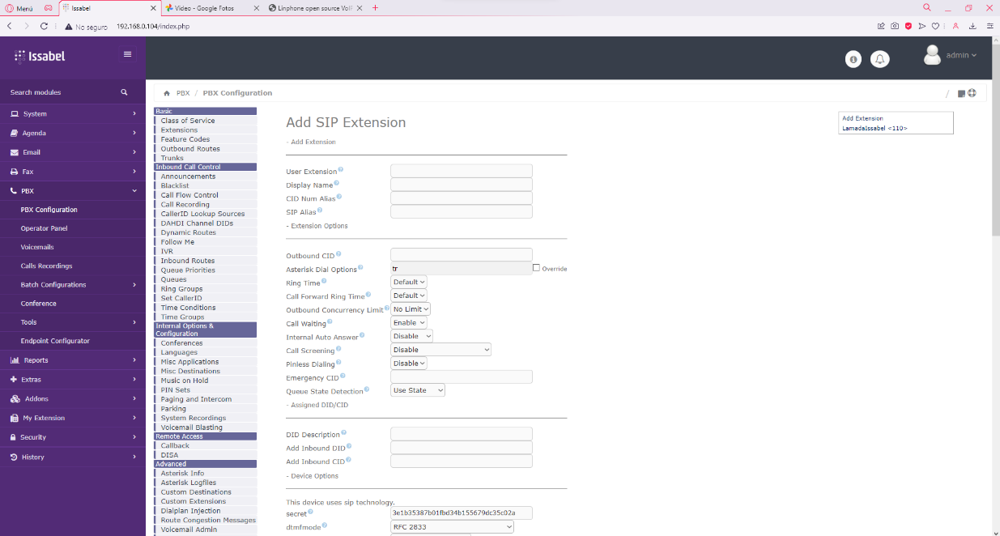 Menú
Issabel
Video - Google Fotos
Linphone open source VoIP
No seguro
192.168.0.104/index.php
Issabel
admin
Search modules
System
Agenda
Email
Fax
PBX
PBX Configuration
Operator Panel
Voicemails
Calls Recordings
Batch Configurations
Conference
Tools
Endpoint Configurator
Reports
Extras
Addons
My Extension
Security
History
PBX / PBX Configuration
Basic
Class of Service
Extensions
Feature Codes
Outbound Routes
Trunks
Inbound Call Control
Announcements
Blacklist
Call Flow Control
Call Recording
CallerID Lookup Sources
DAHDI Channel DIDs
Dynamic Routes
Follow Me
IVR
Inbound Routes
Queue Priorities
Queues
Ring Groups
Set CallerID
Time Conditions
Time Groups
Internal Options &
Configuration
Conferences
Languages
Misc Applications
Misc Destinations
Music on Hold
PIN Sets
Paging and Intercom
Parking
System Recordings
Voicemail Blasting
Remote Access
Callback
DISA
Advanced
Asterisk Info
Asterisk Logfiles
Custom Destinations
Custom Extensions
Dialplan Injection
Route Congestion Messages
Voicemail Admin
Add SIP Extension
- Add Extension
User Extension
Display Name
CID Num Alias
SIP Alias
- Extension Options
Outbound CID
Asterisk Dial Options tr Override
Ring Time Default
Call Forward Ring Time Default
Outbound Concurrency Limit No Limit
Call Waiting Enable
Internal Auto Answer Disable
Call Screening Disable
Pinless Dialing Disable
Emergency CID
Queue State Detection Use State
- Assigned DID/CID
DID Description
Add Inbound DID
Add Inbound CID
- Device Options
This device uses sip technology.
secret 3e1b35387b01fbd34b155679dc35c02a
dtmfmode RFC 2833
Add Extension
LamadaIssabel <110>